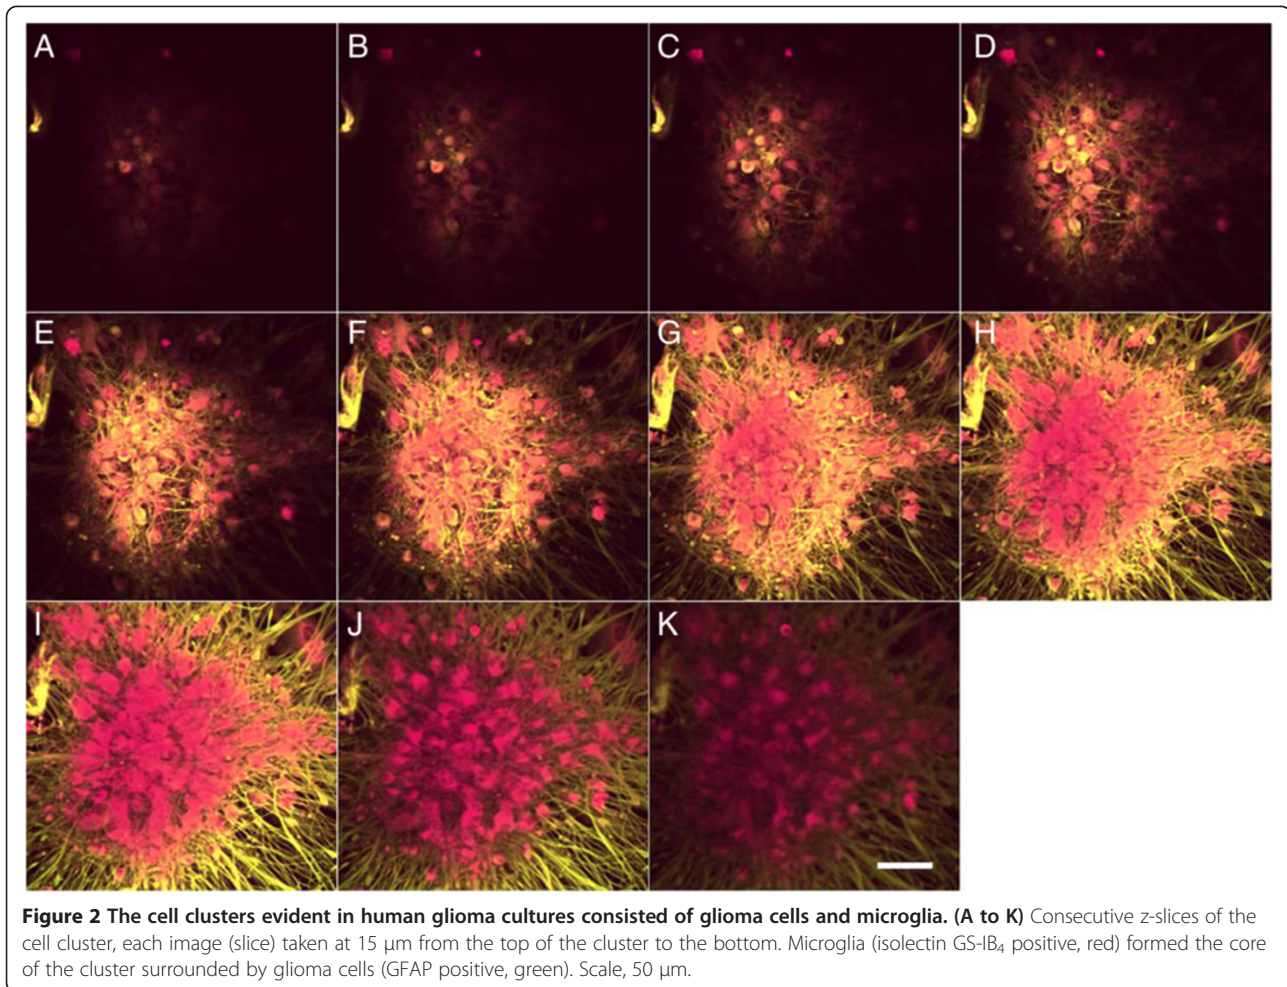 A B C D
E F G H
I J K
Figure 2 The cell clusters evident in human glioma cultures consisted of glioma cells and microglia. (A to K) Consecutive z-slices of the
cell cluster, each image (slice) taken at 15 μm from the top of the cluster to the bottom. Microglia (isolectin GS-IB₄ positive, red) formed the core
of the cluster surrounded by glioma cells (GFAP positive, green). Scale, 50 μm.